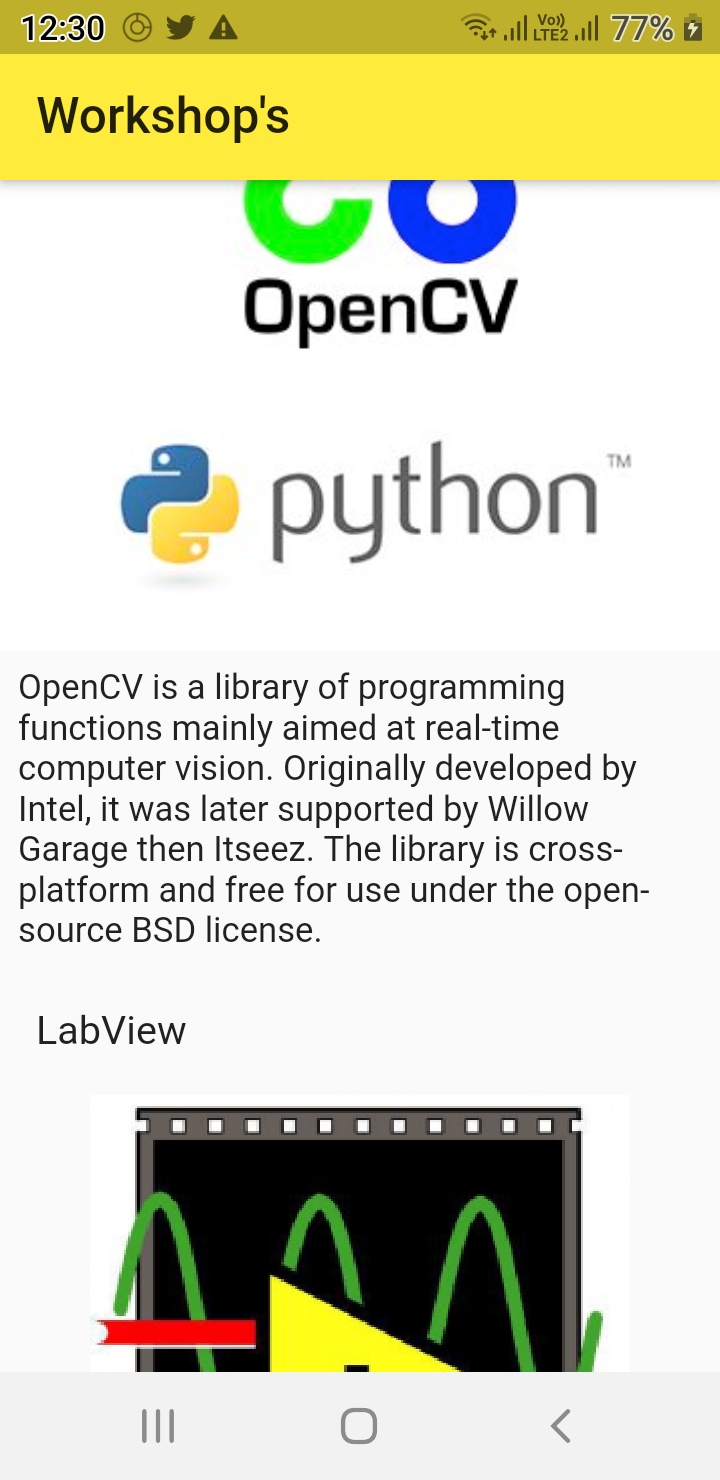 12:30
Vo)) 77%
LTE2
Workshop's
OpenCV
python™
OpenCV is a library of programming
functions mainly aimed at real-time
computer vision. Originally developed by
Intel, it was later supported by Willow
Garage then Itseez. The library is cross-
platform and free for use under the open-
source BSD license.
LabView